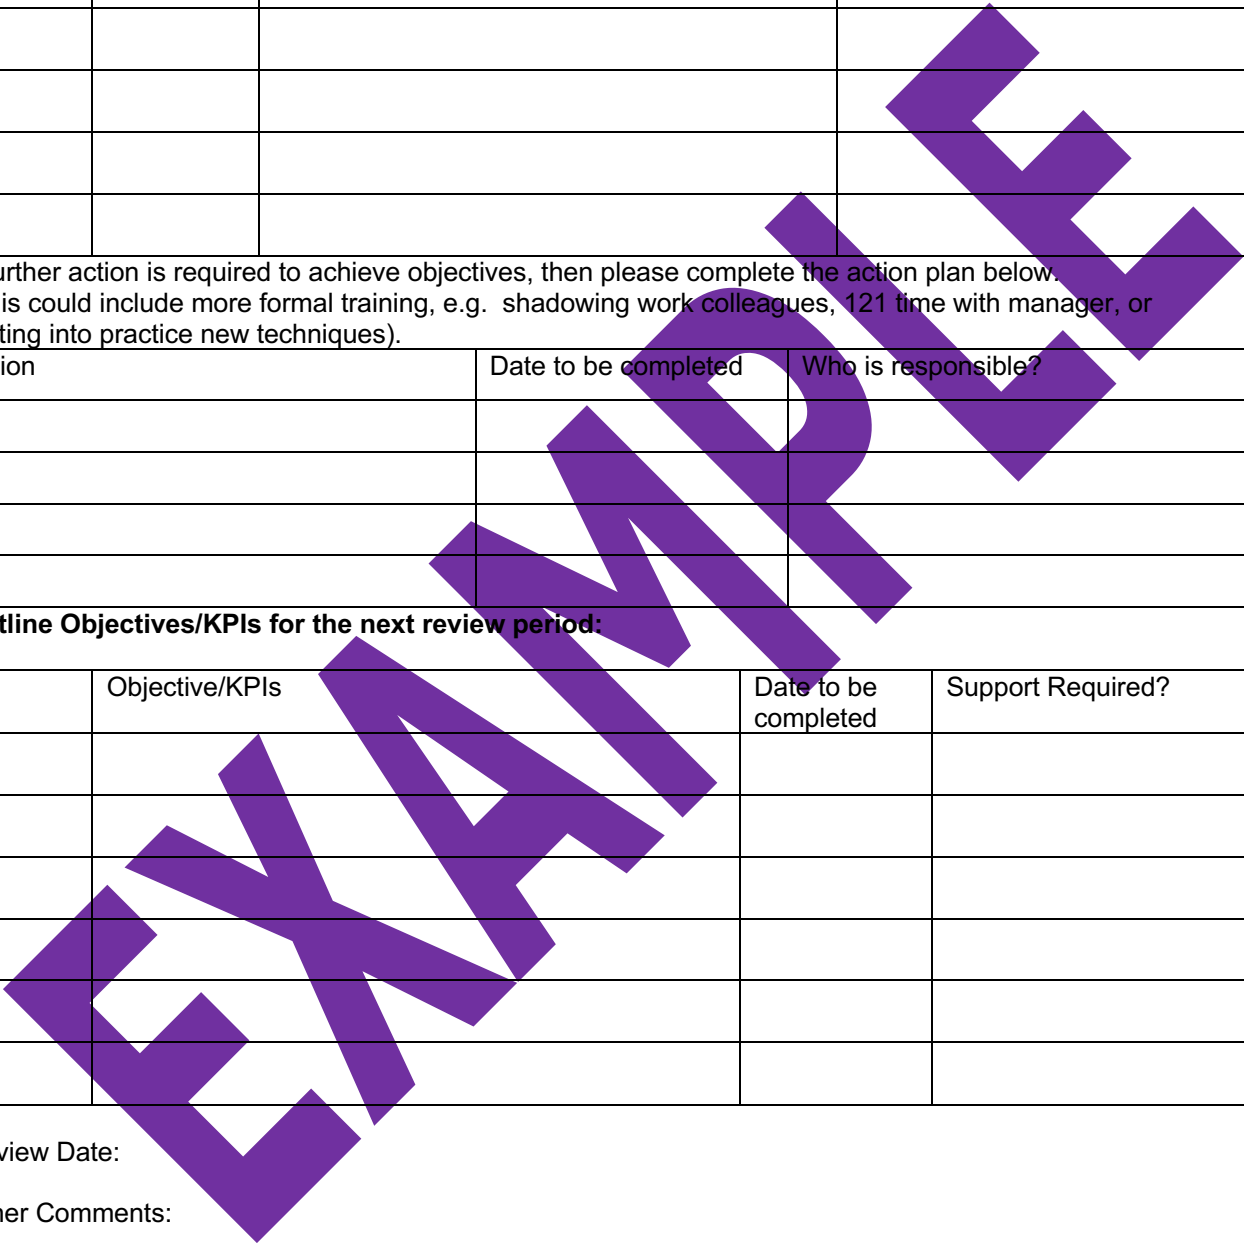 urther action is required to achieve objectives, then please complete the action plan below.
is could include more formal training, e.g.  shadowing work colleagues, 121 time with manager, or
ting into practice new techniques).
ion
Date to be completed
Who is responsible?
tline Objectives/KPIs for the next review period:
Objective/KPIs
Date to be
completed
Support Required?
view Date:
ner Comments:
EXAMPLE